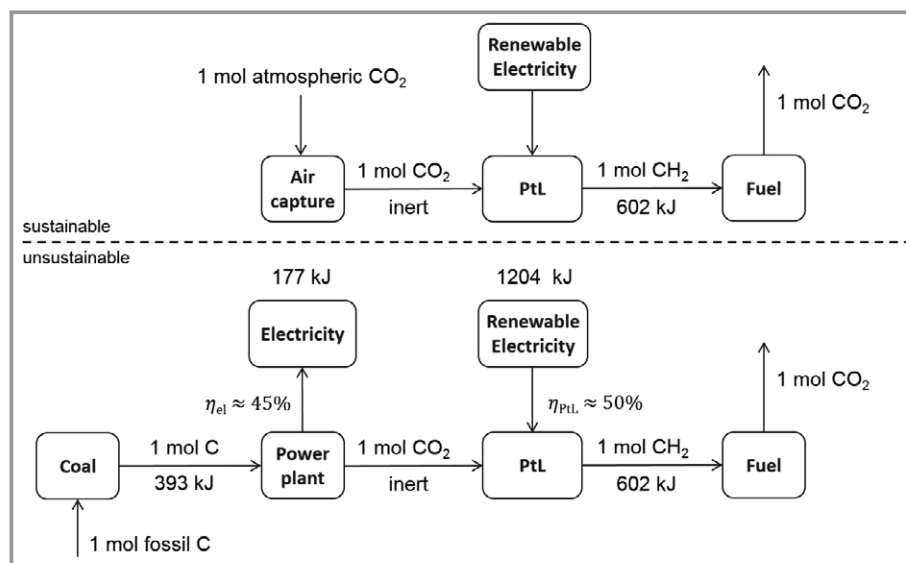 Renewable
Electricity
1 mol atmospheric CO₂
1 mol CO₂
Air
capture
1 mol CO₂
inert
PtL
1 mol CH₂
602 kJ
Fuel
sustainable
unsustainable
177 kJ
1204 kJ
Electricity
Renewable
Electricity
η_el ≈ 45%
η_PtL ≈ 50%
1 mol CO₂
Coal
1 mol C
393 kJ
Power
plant
1 mol CO₂
inert
PtL
1 mol CH₂
602 kJ
Fuel
1 mol fossil C